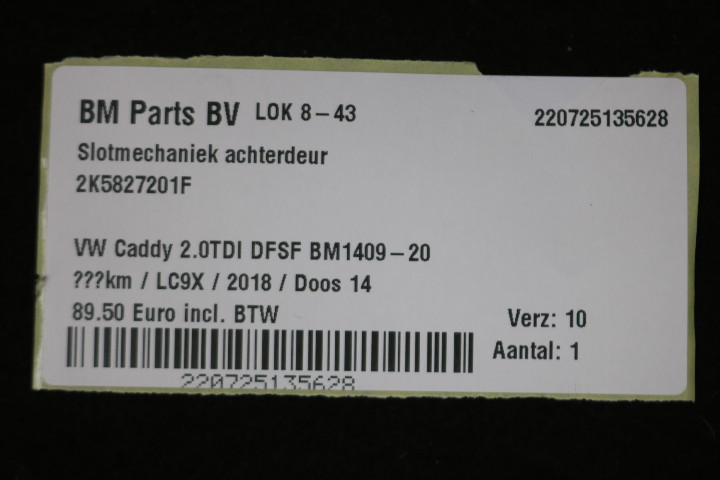 BM Parts BV LOK 8-43 220725135628
Slotmechaniek achterdeur
2K5827201F
VW Caddy 2.0TDI DFSF BM1409-20
???km / LC9X / 2018 / Doos 14
89.50 Euro incl. BTW Verz: 10
Aantal: 1
220725135628